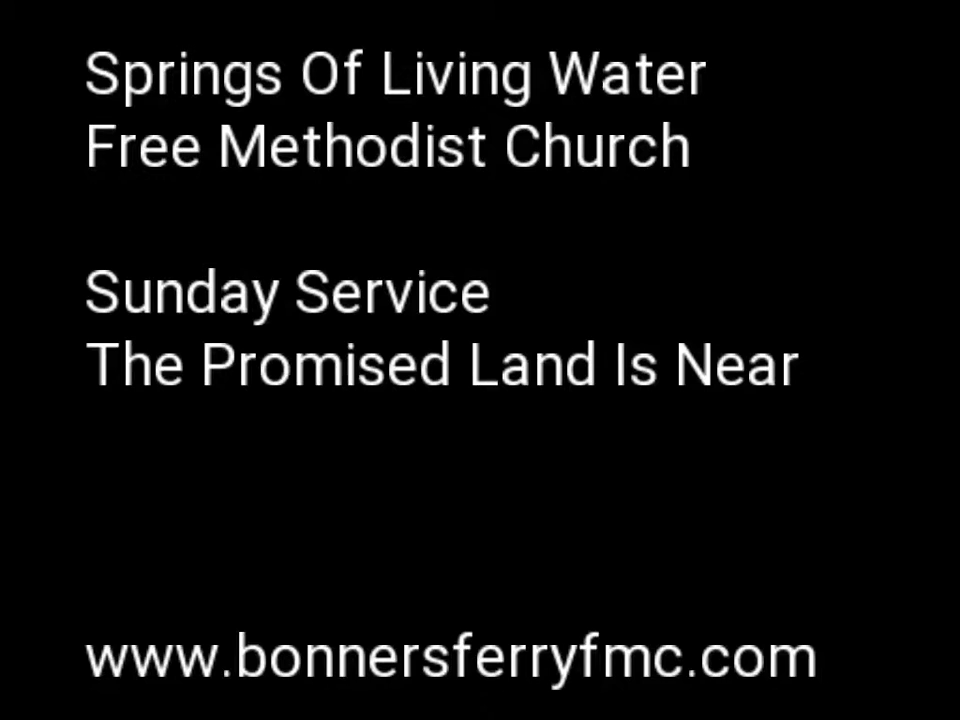 Springs Of Living Water
Free Methodist Church
Sunday Service
The Promised Land Is Near
www.bonnersferryfmc.com